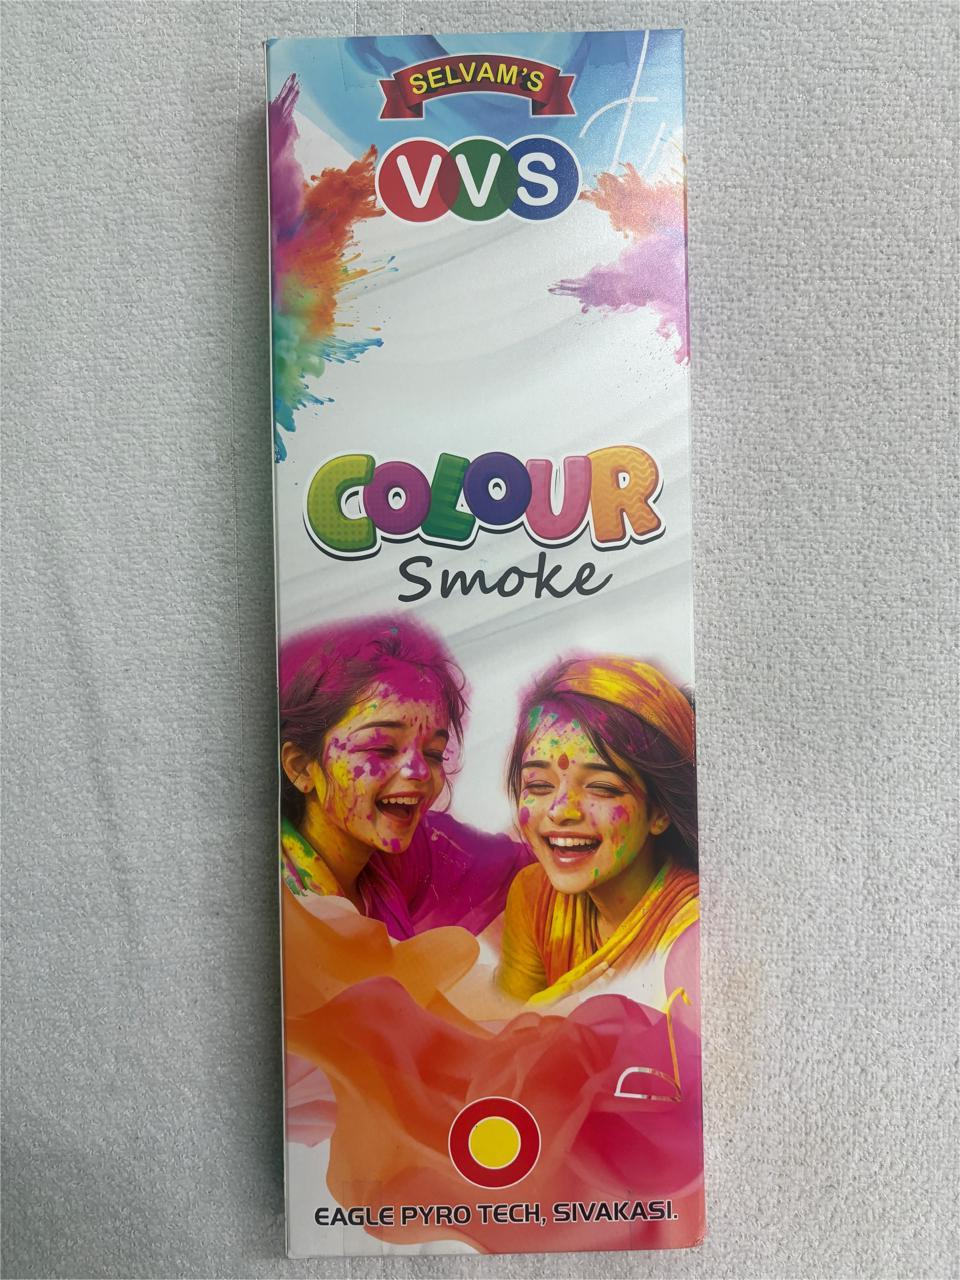 SELVAM'S
VVS
COLOUR
Smoke
EAGLE PYRO TECH, SIVAKASI.